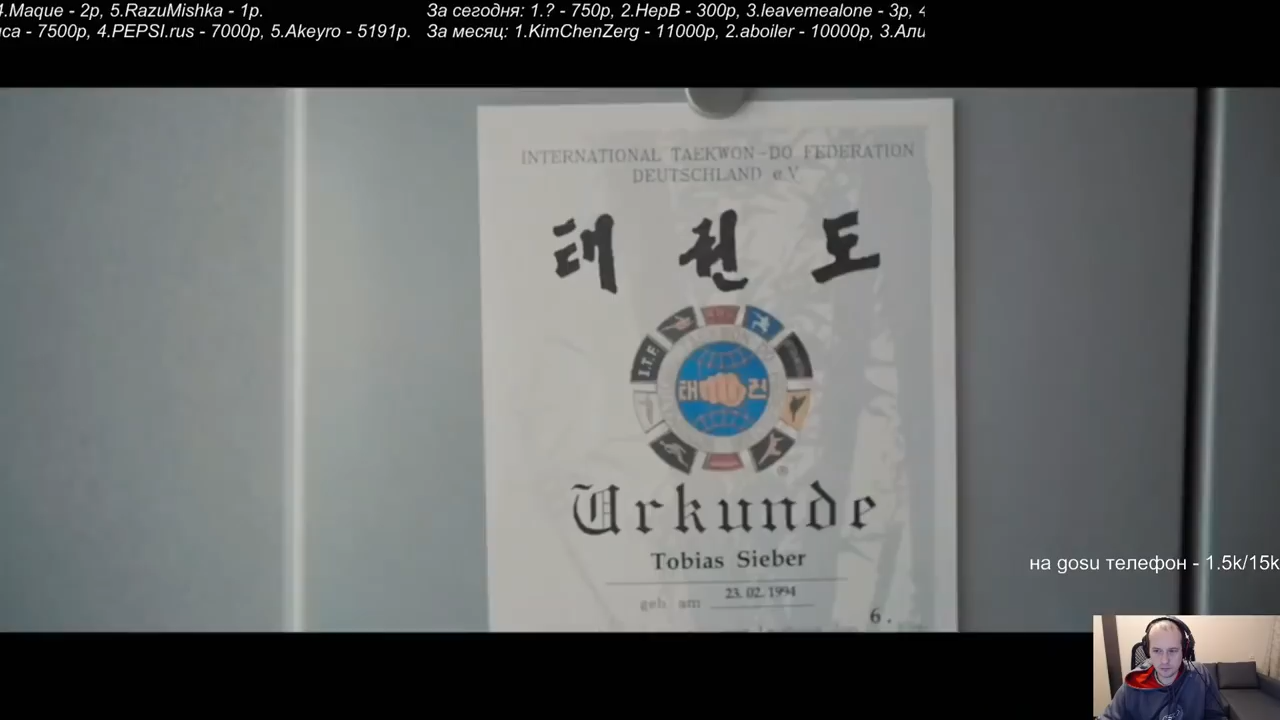 4.Maque - 2р, 5.RazuMishka - 1р.
За сегодня: 1.? - 750р, 2.НерВ - 300р, 3.leavemealone - 3р, 4
са - 7500р, 4.PEPSI.rus - 7000р, 5.Akeyro - 5191р.
За месяц: 1.KimChenZerg - 11000р, 2.aboiler - 10000р, 3.Али
INTERNATIONAL TAEKWON-DO FEDERATION
DEUTSCHLAND e.V
태 권 도
I.T.F.
태 권
Urkunde
Tobias Sieber
23. 02. 1994
geb. am
6.
на gosu телефон - 1.5k/15k